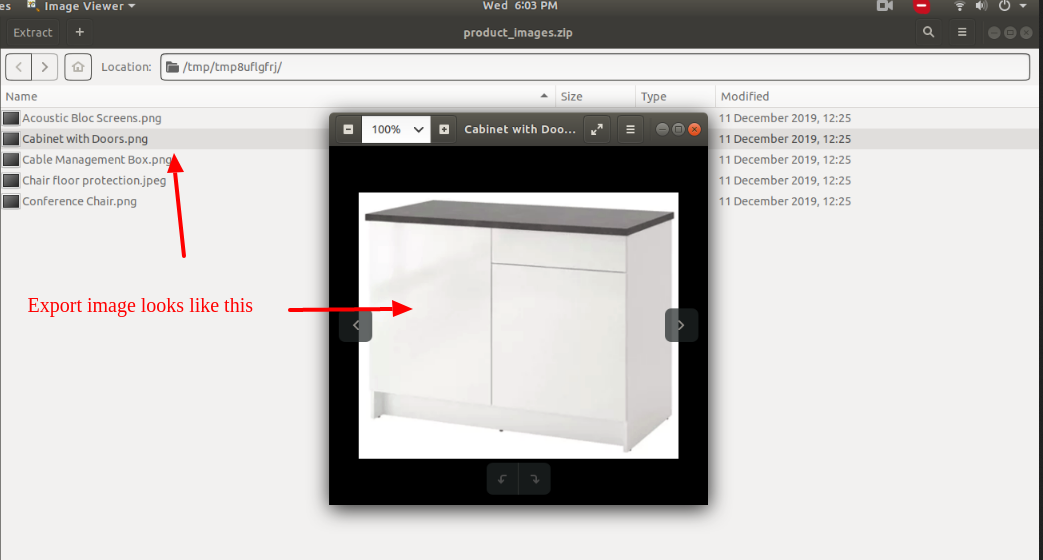 es Image Viewer Wed 6:03 PM
Extract + product_images.zip
Location: /tmp/tmp8uflgfrj/
Name Size Type Modified
Acoustic Bloc Screens.png 11 December 2019, 12:25
Cabinet with Doors.png 11 December 2019, 12:25
Cable Management Box.png 11 December 2019, 12:25
Chair floor protection.jpeg 11 December 2019, 12:25
Conference Chair.png 11 December 2019, 12:25
100% Cabinet with Doo...
Export image looks like this